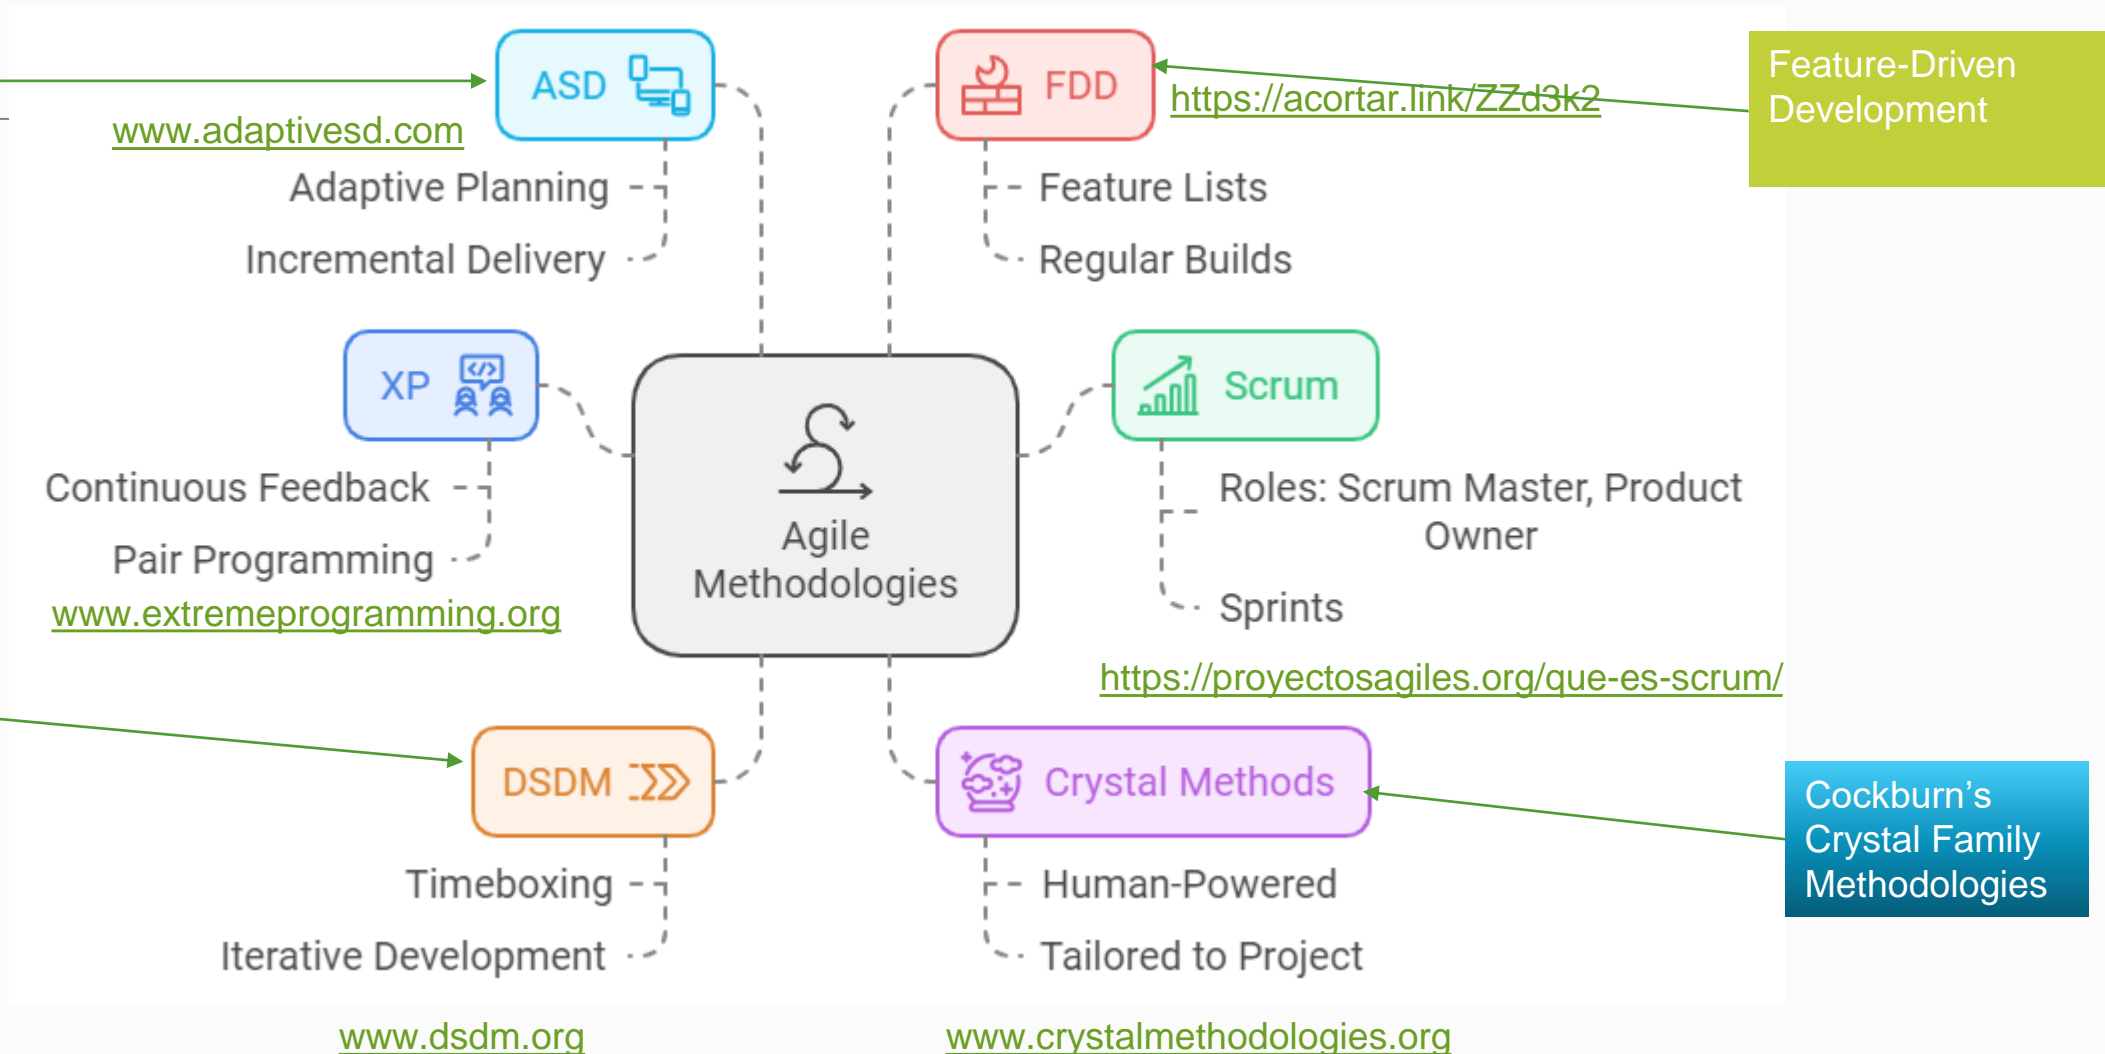 ASD
www.adaptivesd.com
Adaptive Planning
Incremental Delivery
FDD
https://acortar.link/ZZd3k2
Feature-Driven
Development
Feature Lists
Regular Builds
XP
Continuous Feedback
Pair Programming
www.extremeprogramming.org
Agile
Methodologies
Scrum
Roles: Scrum Master, Product
Owner
Sprints
https://proyectosagiles.org/que-es-scrum/
DSDM
Timeboxing
Iterative Development
www.dsdm.org
Crystal Methods
Cockburn’s
Crystal Family
Methodologies
Human-Powered
Tailored to Project
www.crystalmethodologies.org